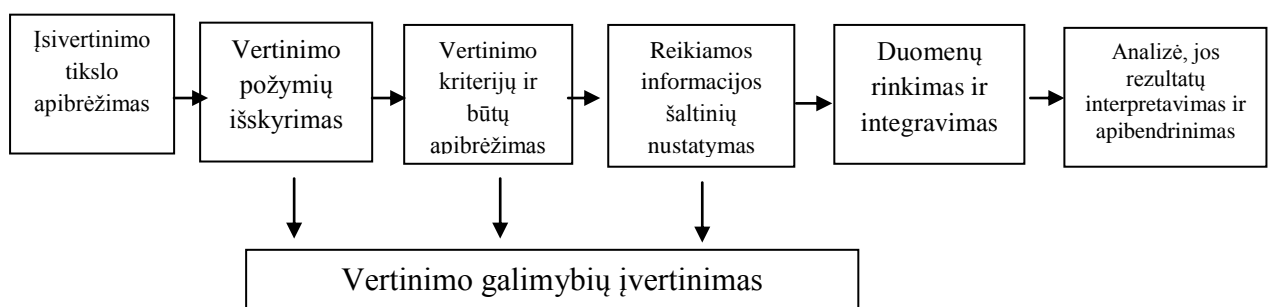 Įsivertinimo
tikslo
apibrėžimas
Vertinimo
požymių
išskyrimas
Vertinimo
kriterijų ir
būtų
apibrėžimas
Reikiamos
informacijos
šaltinių
nustatymas
Duomenų
rinkimas ir
integravimas
Analizė, jos
rezultatų
interpretavimas ir
apibendrinimas
Vertinimo galimybių įvertinimas